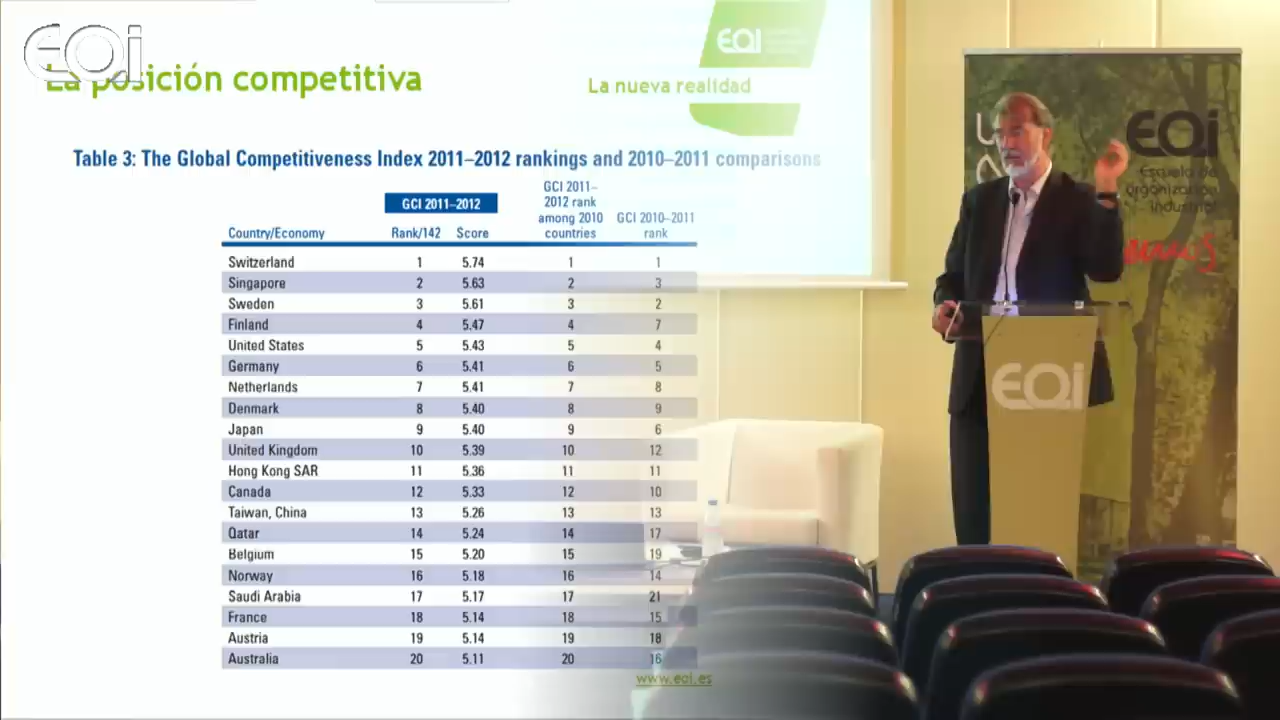 EOi
La posición competitiva
La nueva realidad
EOI
Table 3: The Global Competitiveness Index 2011–2012 rankings and 2010–2011 comparisons
GCI 2011–2012
GCI 2011–
2012 rank
among 2010
countries
GCI 2010–2011
rank
Country/Economy Rank/142 Score
Switzerland 1 5.74 1 1
Singapore 2 5.63 2 3
Sweden 3 5.61 3 2
Finland 4 5.47 4 7
United States 5 5.43 5 4
Germany 6 5.41 6 5
Netherlands 7 5.41 7 8
Denmark 8 5.40 8 9
Japan 9 5.40 9 6
United Kingdom 10 5.39 10 12
Hong Kong SAR 11 5.36 11 11
Canada 12 5.33 12 10
Taiwan, China 13 5.26 13 13
Qatar 14 5.24 14 17
Belgium 15 5.20 15 19
Norway 16 5.18 16 14
Saudi Arabia 17 5.17 17 21
France 18 5.14 18 15
Austria 19 5.14 19 18
Australia 20 5.11 20 16
www.eoi.es
EOi
Escuela de
organización
industrial
EOi